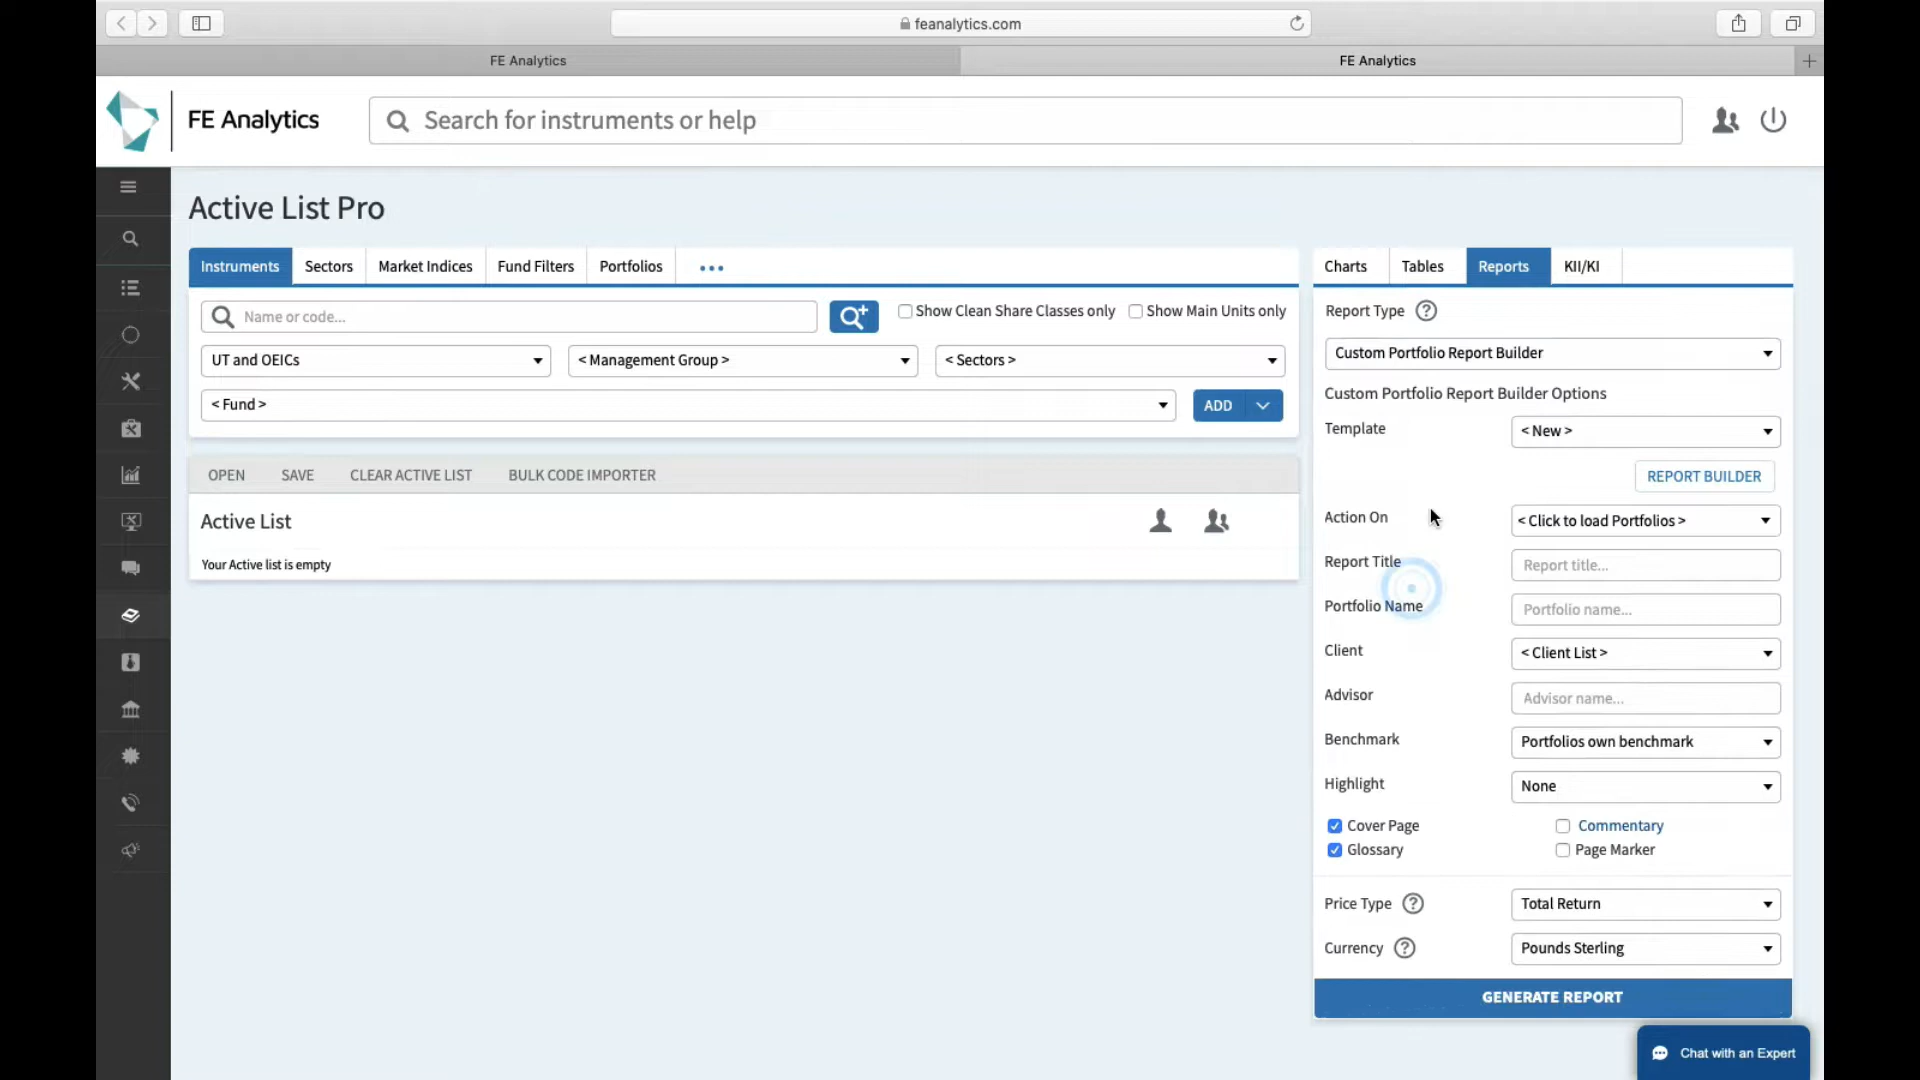 feanalytics.com
FE Analytics
FE Analytics
FE Analytics
Search for instruments or help
Active List Pro
Instruments Sectors Market Indices Fund Filters Portfolios •••
Name or code...
Show Clean Share Classes only Show Main Units only
UT and OEICs < Management Group > < Sectors >
< Fund > ADD
OPEN SAVE CLEAR ACTIVE LIST BULK CODE IMPORTER
Active List
Your Active list is empty
Charts Tables Reports KII/KI
Report Type ?
Custom Portfolio Report Builder
Custom Portfolio Report Builder Options
Template < New >
REPORT BUILDER
Action On < Click to load Portfolios >
Report Title Report title...
Portfolio Name Portfolio name...
Client < Client List >
Advisor Advisor name...
Benchmark Portfolios own benchmark
Highlight None
Cover Page Commentary
Glossary Page Marker
Price Type ? Total Return
Currency ? Pounds Sterling
GENERATE REPORT
Chat with an Expert